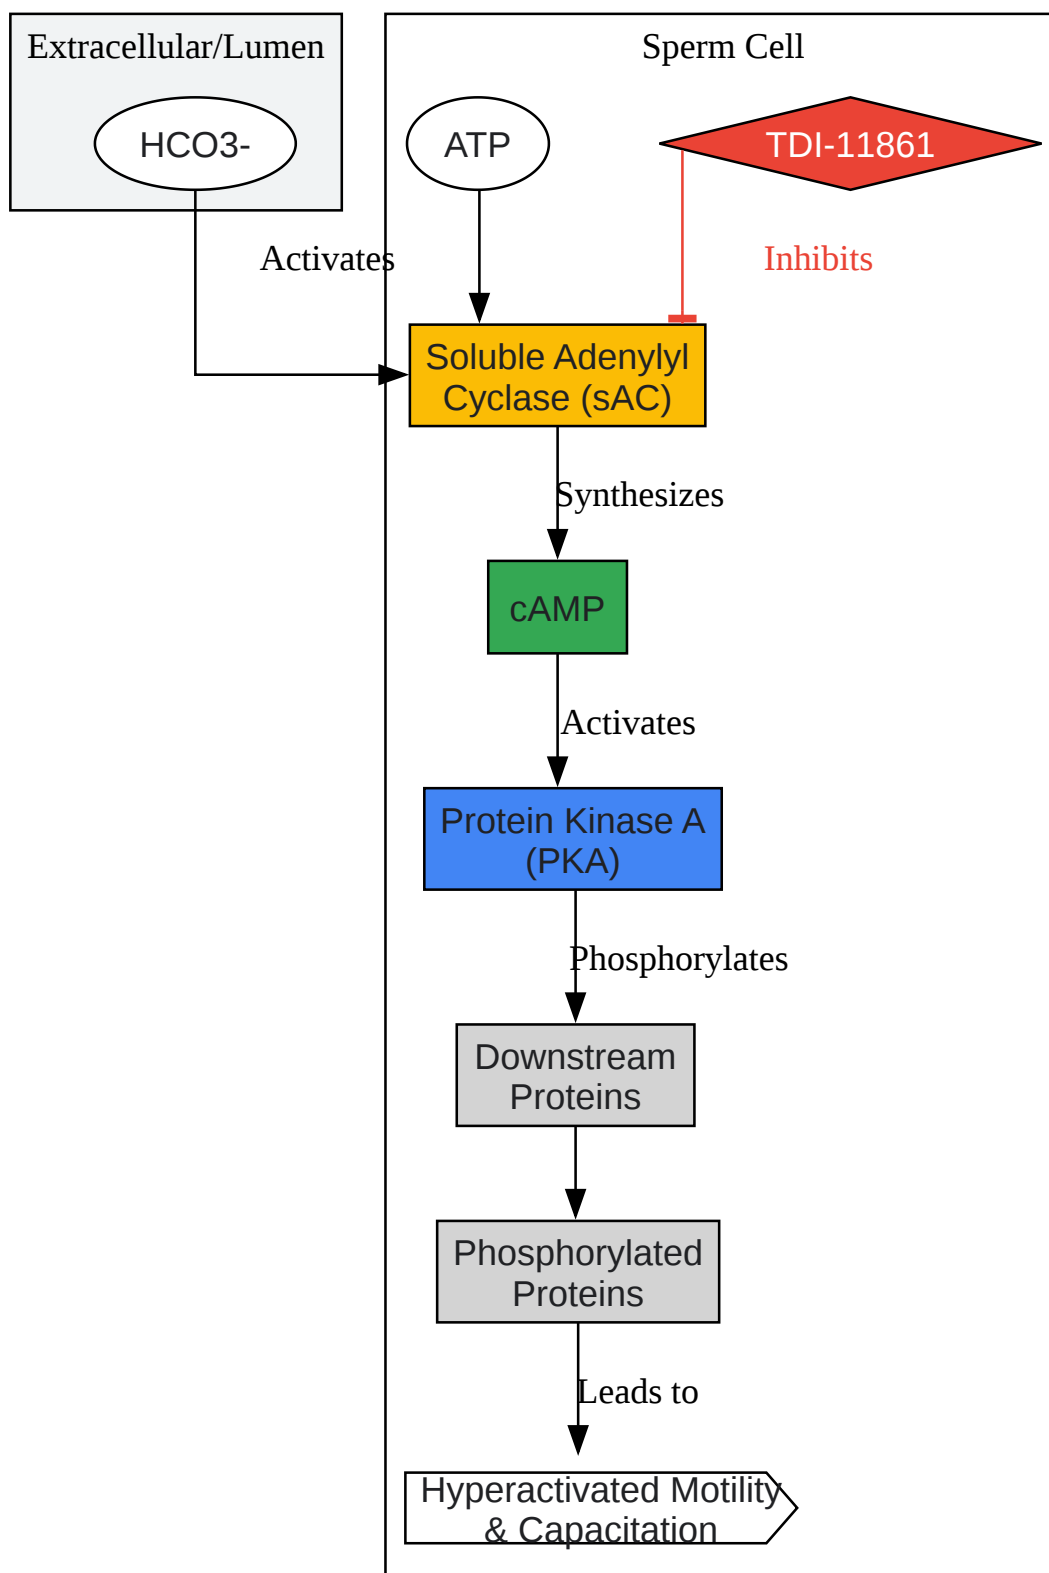 Extracellular/Lumen
Sperm Cell
HCO3-
ATP
TDI-11861
Activates
Inhibits
Soluble Adenylyl
Cyclase (sAC)
Synthesizes
cAMP
Activates
Protein Kinase A
(PKA)
Phosphorylates
Downstream
Proteins
Phosphorylated
Proteins
Leads to
Hyperactivated Motility
& Capacitation